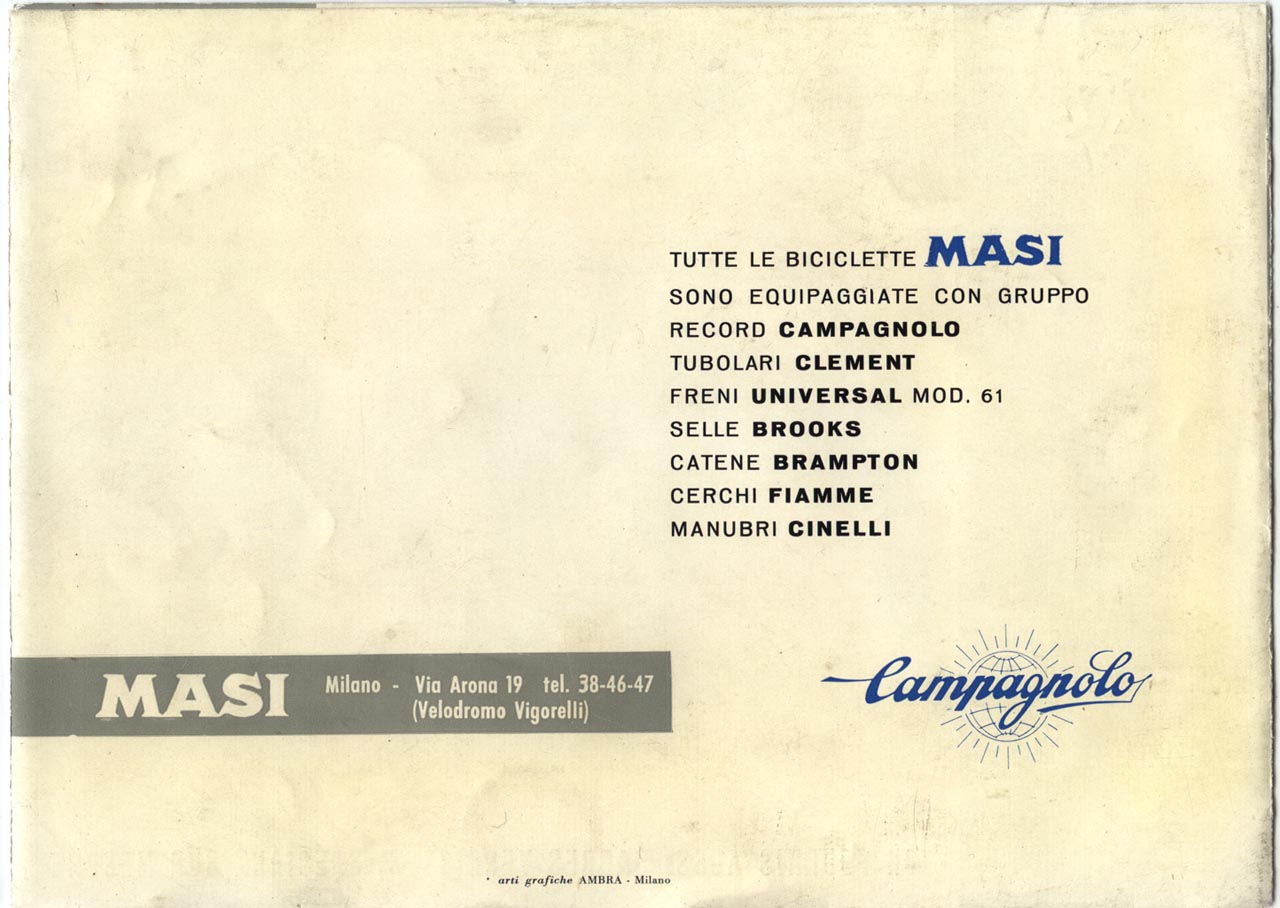 TUTTE LE BICICLETTE MASI
SONO EQUIPAGGIATE CON GRUPPO
RECORD CAMPAGNOLO
TUBOLARI CLEMENT
FRENI UNIVERSAL MOD. 61
SELLE BROOKS
CATENE BRAMPTON
CERCHI FIAMME
MANUBRI CINELLI
MASI
Milano - Via Arona 19 tel. 38-46-47
(Velodromo Vigorelli)
Campagnolo
arti grafiche AMBRA - Milano